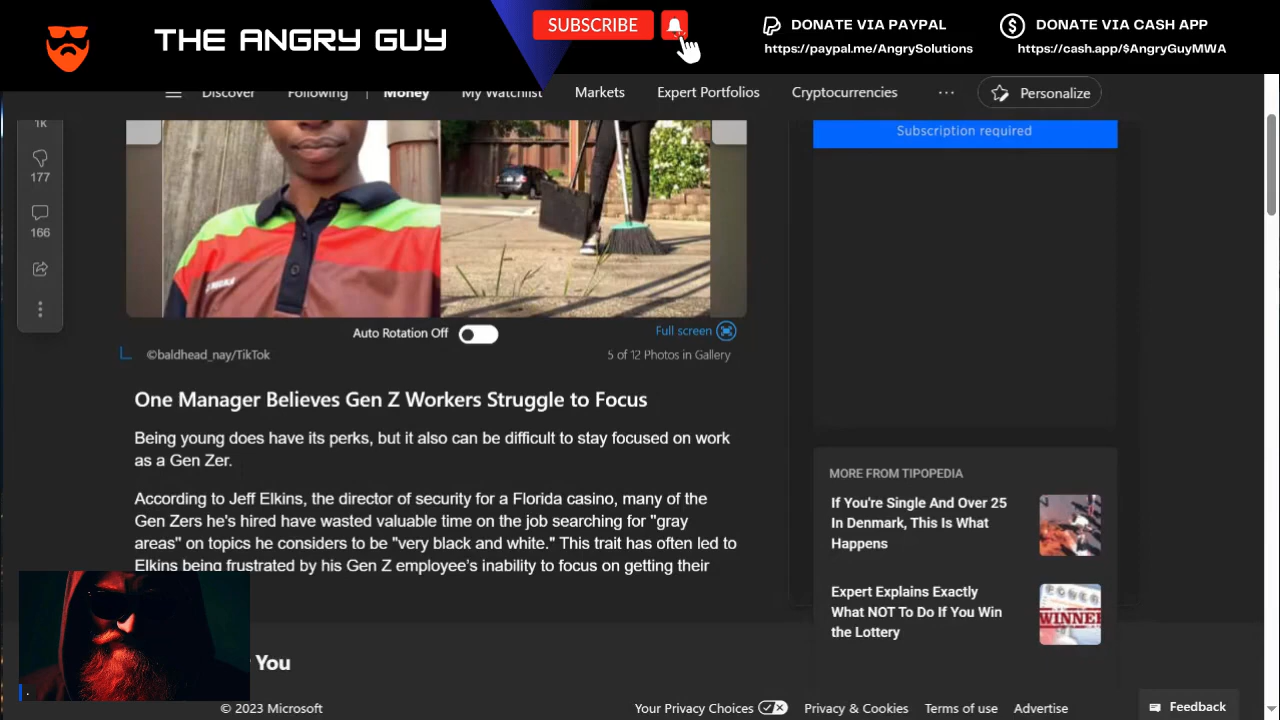 THE ANGRY GUY
SUBSCRIBE
DONATE VIA PAYPAL
https://paypal.me/AngrySolutions
DONATE VIA CASH APP
https://cash.app/$AngryGuyMWA
Discover Following Money My Watchlist Markets Expert Portfolios Cryptocurrencies ... Personalize
1k
177
166
Subscription required
Auto Rotation Off
Full screen
©baldhead_nay/TikTok
5 of 12 Photos in Gallery
One Manager Believes Gen Z Workers Struggle to Focus
Being young does have its perks, but it also can be difficult to stay focused on work
as a Gen Zer.
According to Jeff Elkins, the director of security for a Florida casino, many of the
Gen Zers he's hired have wasted valuable time on the job searching for "gray
areas" on topics he considers to be "very black and white." This trait has often led to
Elkins being frustrated by his Gen Z employee's inability to focus on getting their
MORE FROM TIPOPEDIA
If You're Single And Over 25
In Denmark, This Is What
Happens
Expert Explains Exactly
What NOT To Do If You Win
the Lottery
WINNER
You
© 2023 Microsoft
Your Privacy Choices
Privacy & Cookies
Terms of use
Advertise
Feedback